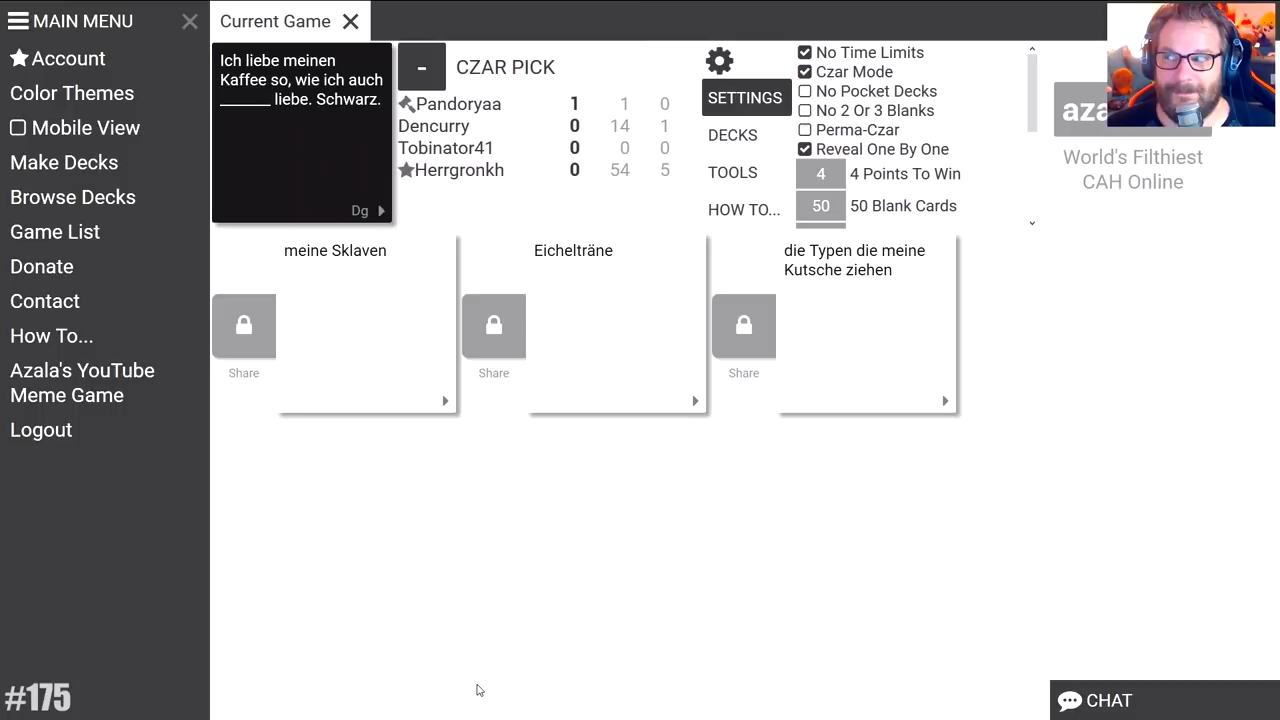 MAIN MENU
Account
Color Themes
Mobile View
Make Decks
Browse Decks
Game List
Donate
Contact
How To...
Azala's YouTube
Meme Game
Logout
#175
Current Game
Ich liebe meinen
Kaffee so, wie ich auch
______ liebe. Schwarz.
Dg
-
CZAR PICK
Pandoryaa 1 1 0
Dencurry 0 14 1
Tobinator41 0 0 0
Herrgronkh 0 54 5
SETTINGS
DECKS
TOOLS
HOW TO...
No Time Limits
Czar Mode
No Pocket Decks
No 2 Or 3 Blanks
Perma-Czar
Reveal One By One
4 4 Points To Win
50 50 Blank Cards
aza
World's Filthiest
CAH Online
meine Sklaven
Share
Eichelträne
Share
die Typen die meine
Kutsche ziehen
Share
CHAT